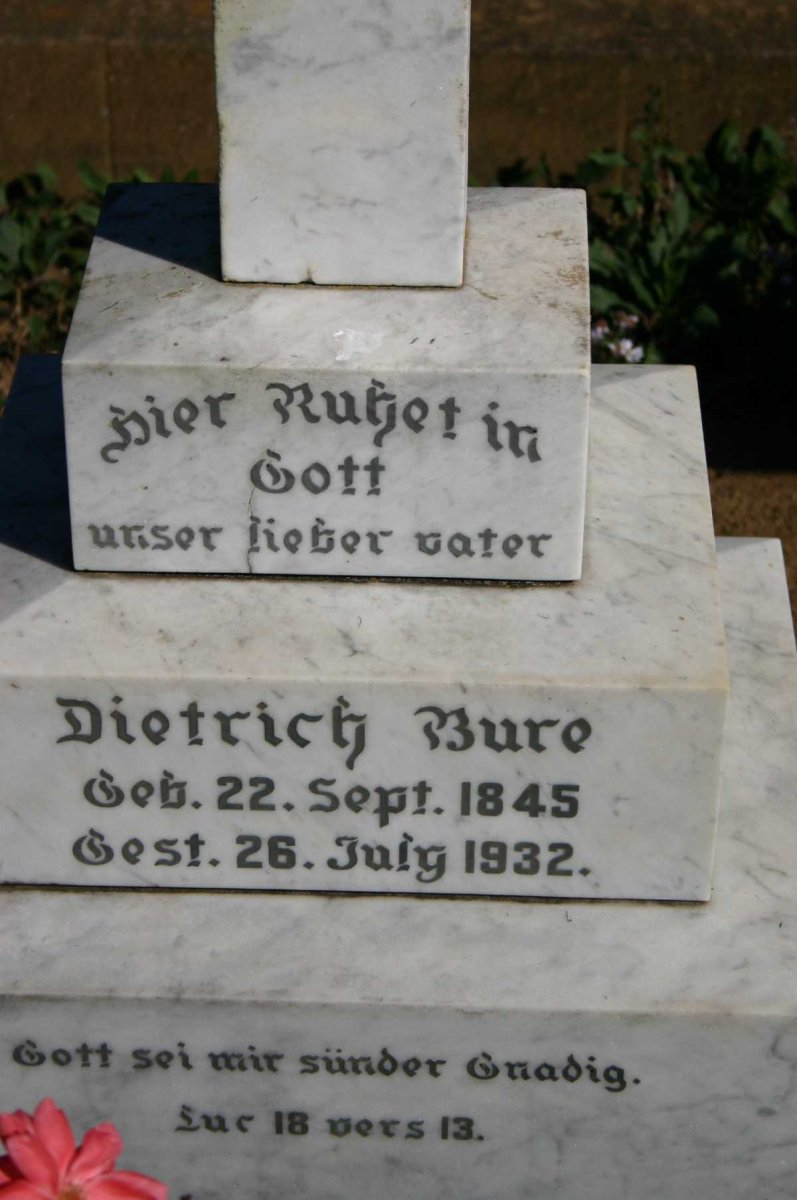 Hier Ruhet in
Gott
unser lieber vater
Dietrich Bure
Geb. 22. Sept. 1845
Gest. 26. July 1932.
Gott sei mir sünder Gnadig.
Luc 18 vers 13.